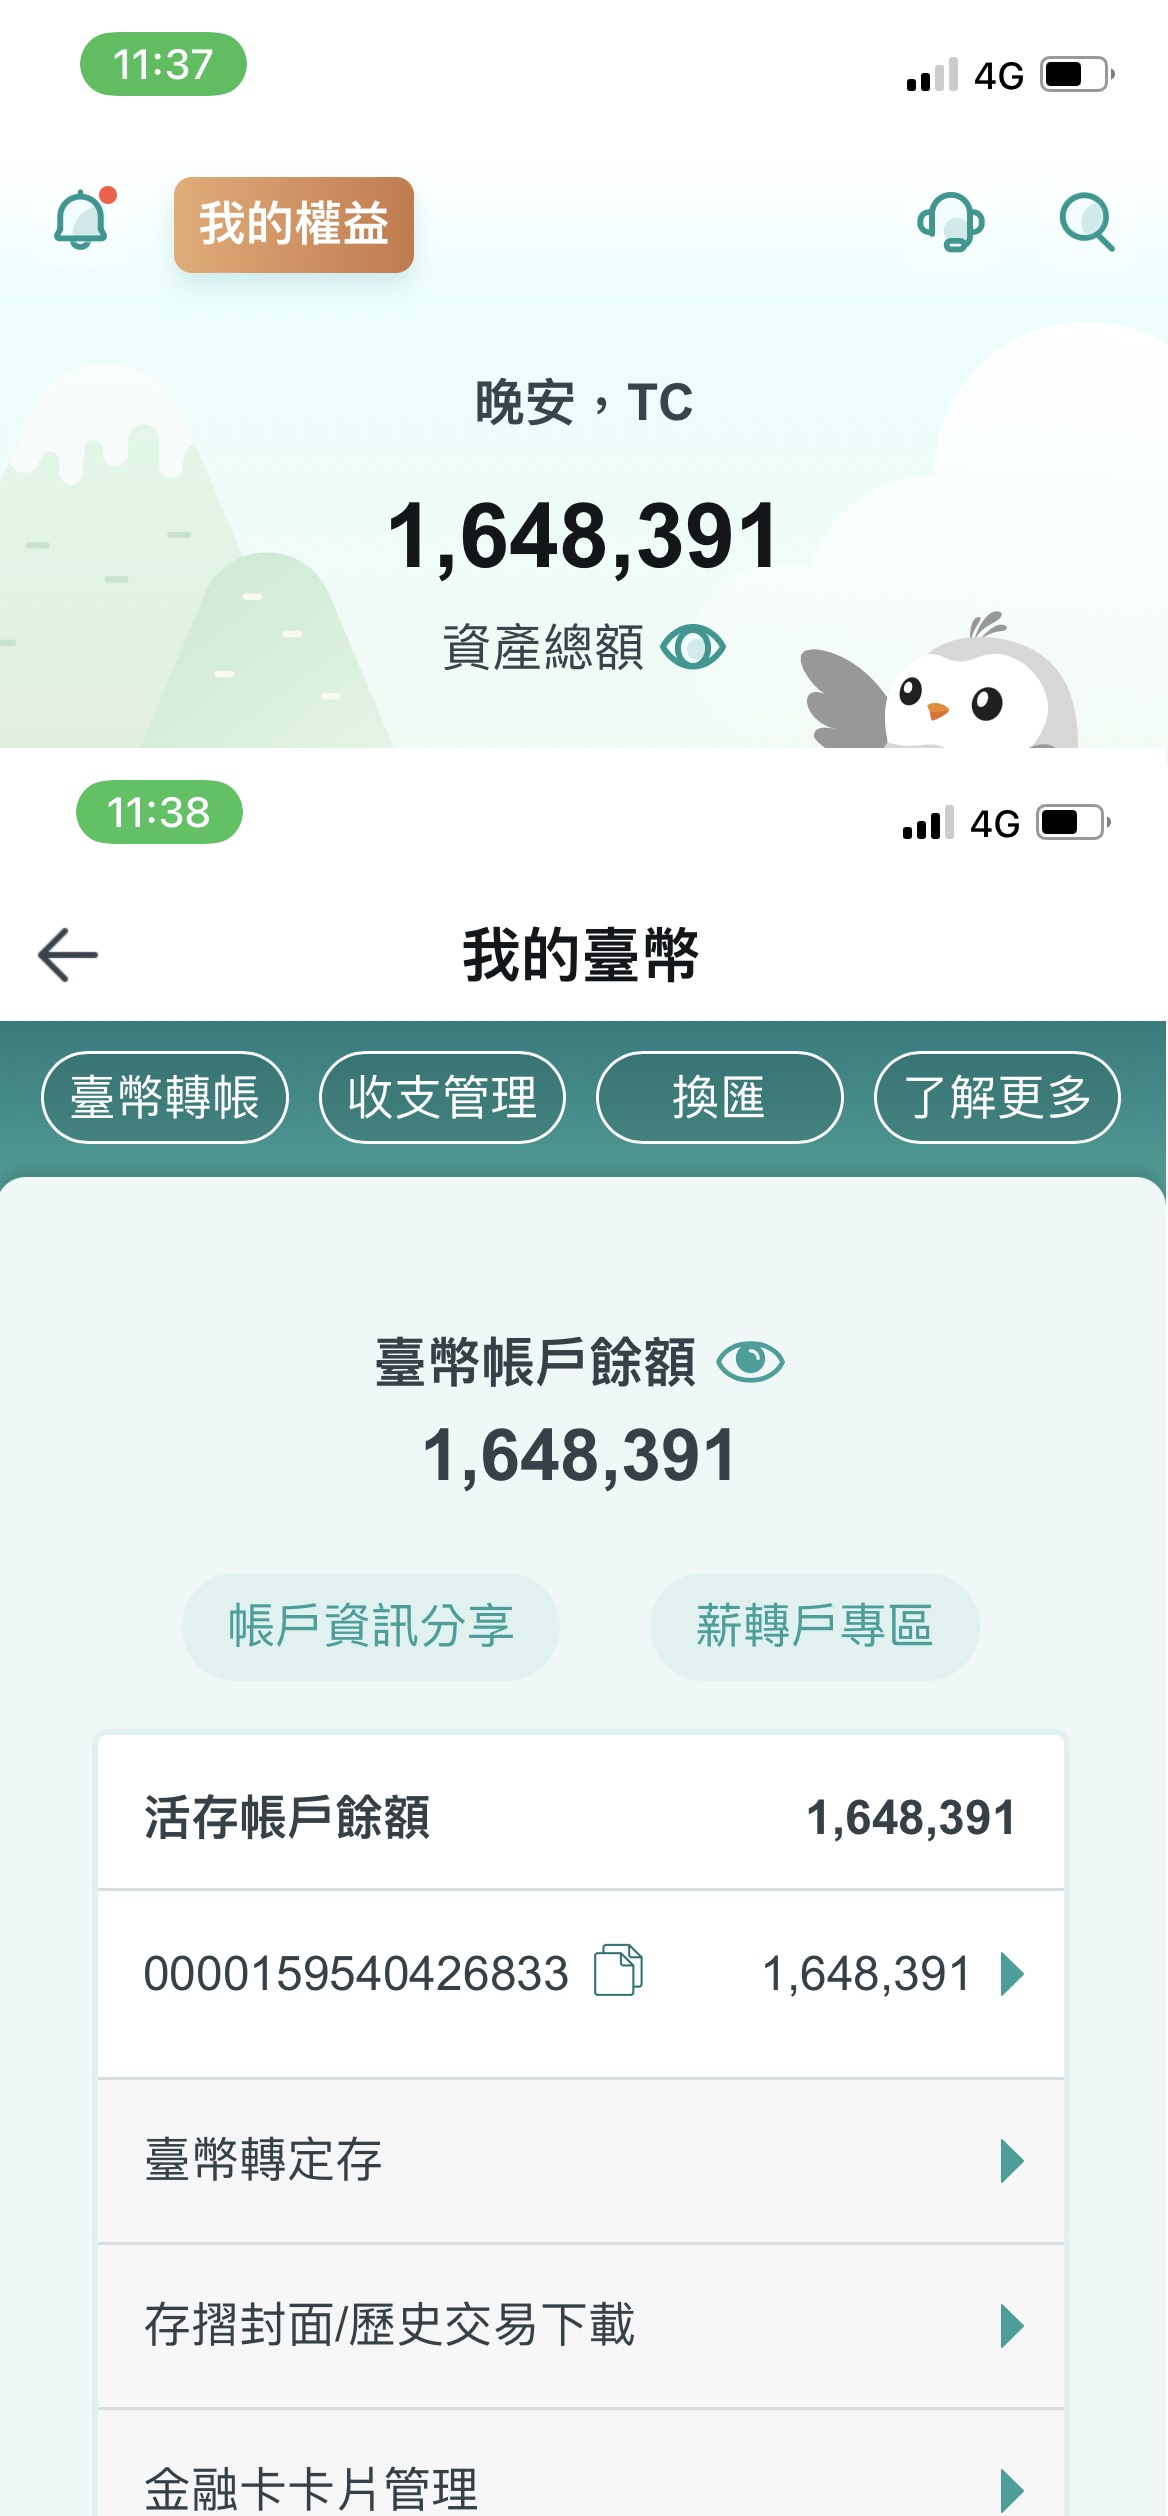 11:37
4G
我的權益
晚安，TC
1,648,391
資產總額
11:38
4G
我的臺幣
臺幣轉帳
收支管理
換匯
了解更多
臺幣帳戶餘額
1,648,391
帳戶資訊分享
薪轉戶專區
活存帳戶餘額 1,648,391
0000159540426833 1,648,391
臺幣轉定存
存摺封面/歷史交易下載
金融卡卡片管理